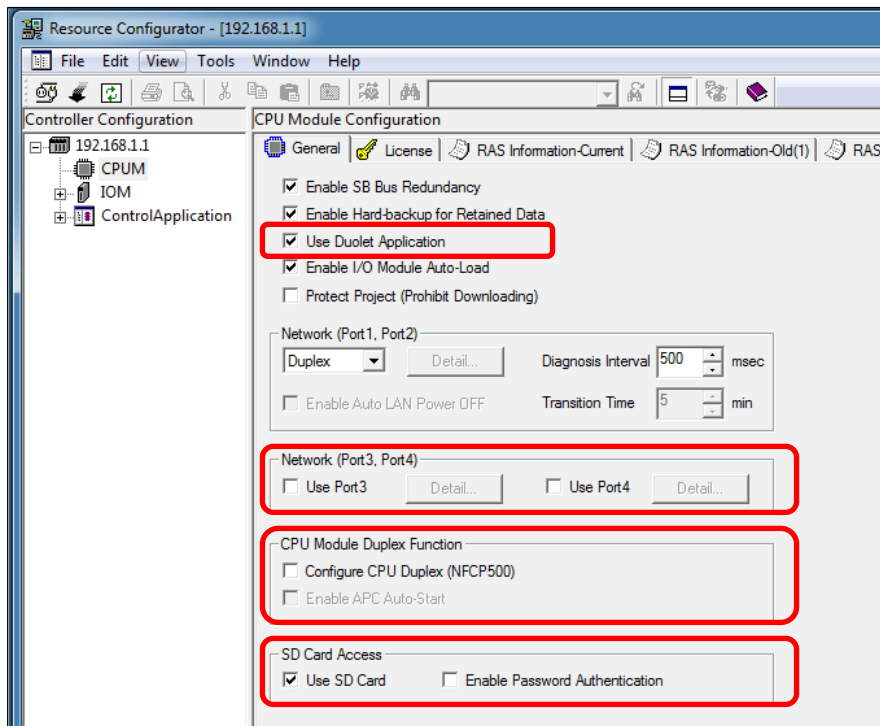 Resource Configurator - [192.168.1.1]
File Edit View Tools Window Help
Controller Configuration
CPU Module Configuration
192.168.1.1
CPUM
IOM
ControlApplication
General License RAS Information-Current RAS Information-Old(1) RAS
Enable SB Bus Redundancy
Enable Hard-backup for Retained Data
Use Duolet Application
Enable I/O Module Auto-Load
Protect Project (Prohibit Downloading)
Network (Port1, Port2)
Duplex Detail... Diagnosis Interval 500 msec
Enable Auto LAN Power OFF Transition Time 5 min
Network (Port3, Port4)
Use Port3 Detail... Use Port4 Detail...
CPU Module Duplex Function
Configure CPU Duplex (NFCP500)
Enable APC Auto-Start
SD Card Access
Use SD Card Enable Password Authentication